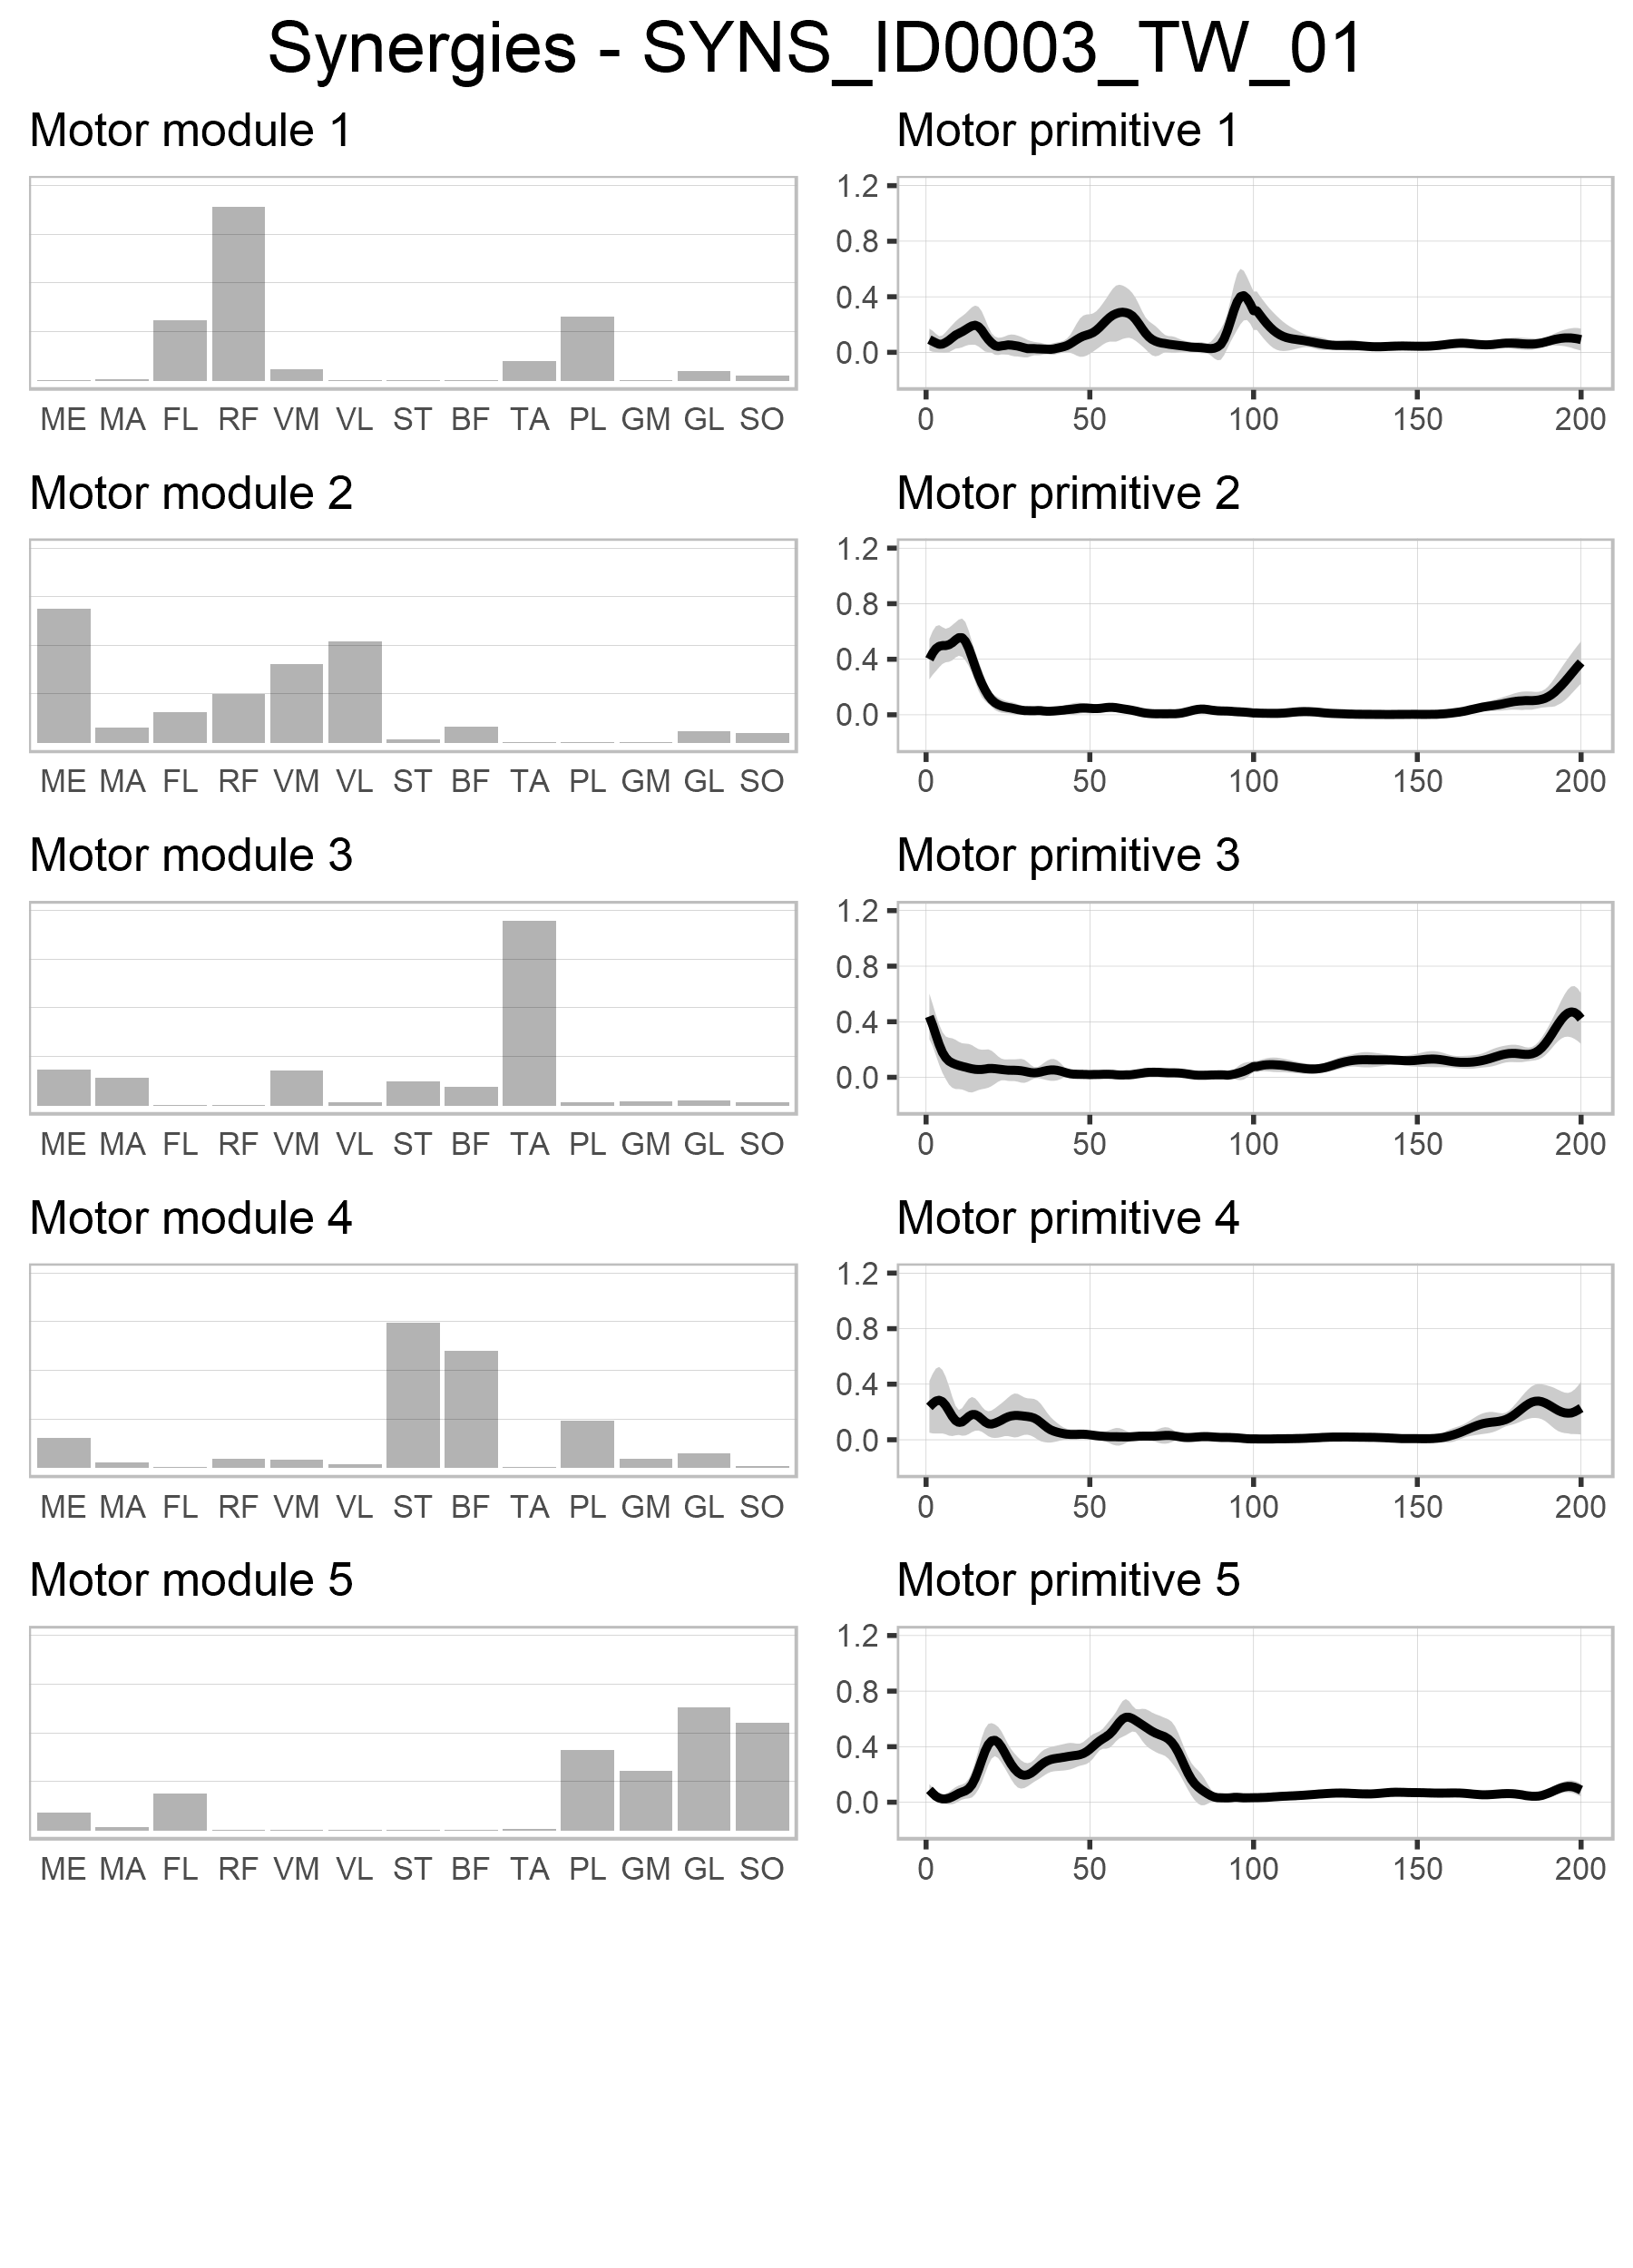 Synergies - SYNS_ID0003_TW_01
Motor module 1
Motor primitive 1
1.2
0.8
0.4
0.0
ME MA FL RF VM VL ST BF TA PL GM GL SO
0 50 100 150 200
Motor module 2
Motor primitive 2
1.2
0.8
0.4
0.0
ME MA FL RF VM VL ST BF TA PL GM GL SO
0 50 100 150 200
Motor module 3
Motor primitive 3
1.2
0.8
0.4
0.0
ME MA FL RF VM VL ST BF TA PL GM GL SO
0 50 100 150 200
Motor module 4
Motor primitive 4
1.2
0.8
0.4
0.0
ME MA FL RF VM VL ST BF TA PL GM GL SO
0 50 100 150 200
Motor module 5
Motor primitive 5
1.2
0.8
0.4
0.0
ME MA FL RF VM VL ST BF TA PL GM GL SO
0 50 100 150 200